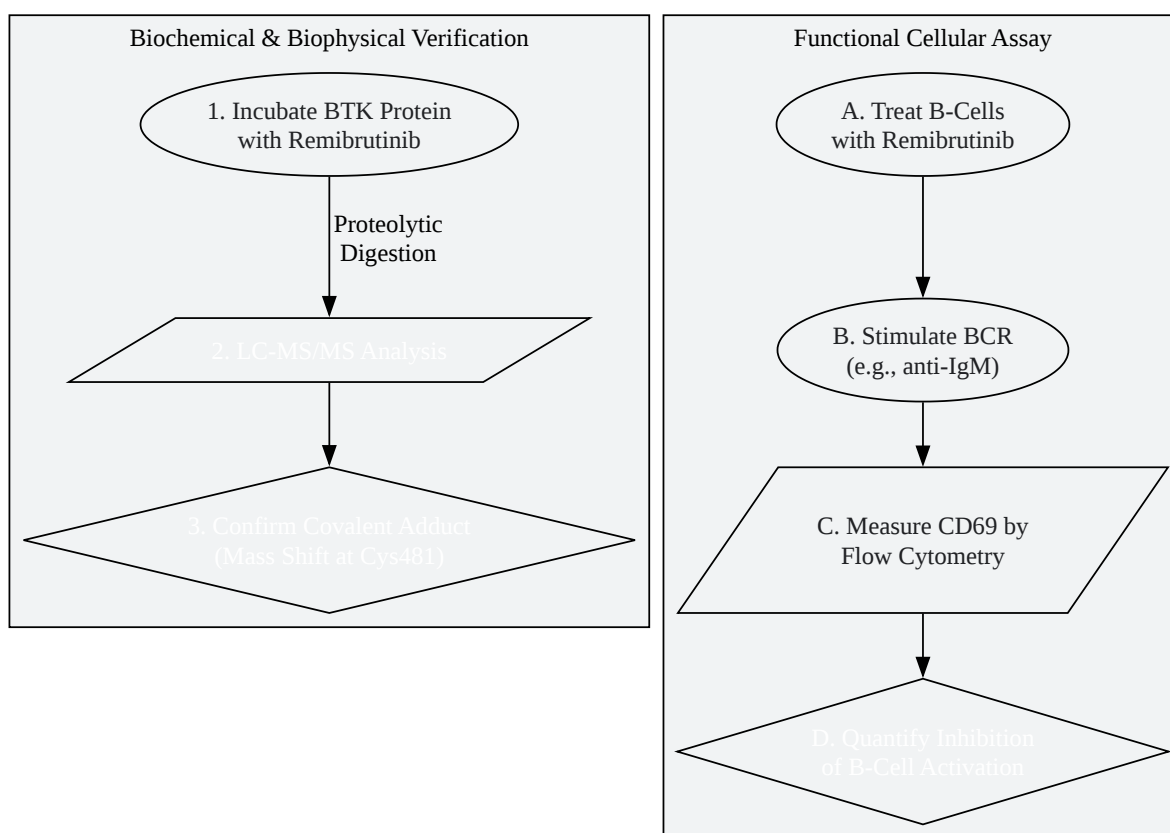 Biochemical & Biophysical Verification
1. Incubate BTK Protein
with Remibrutinib
Proteolytic
Digestion
2. LC-MS/MS Analysis
3. Confirm Covalent Adduct
(Mass Shift at Cys481)
Functional Cellular Assay
A. Treat B-Cells
with Remibrutinib
B. Stimulate BCR
(e.g., anti-IgM)
C. Measure CD69 by
Flow Cytometry
D. Quantify Inhibition
of B-Cell Activation